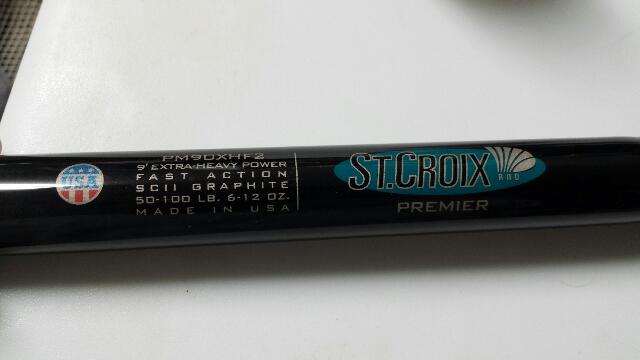 USA
PM90XHF2
9' EXTRA-HEAVY POWER
FAST ACTION
SCII GRAPHITE
50-100 LB. 6-12 OZ.
MADE IN USA
ST.CROIX
ROD
PREMIER